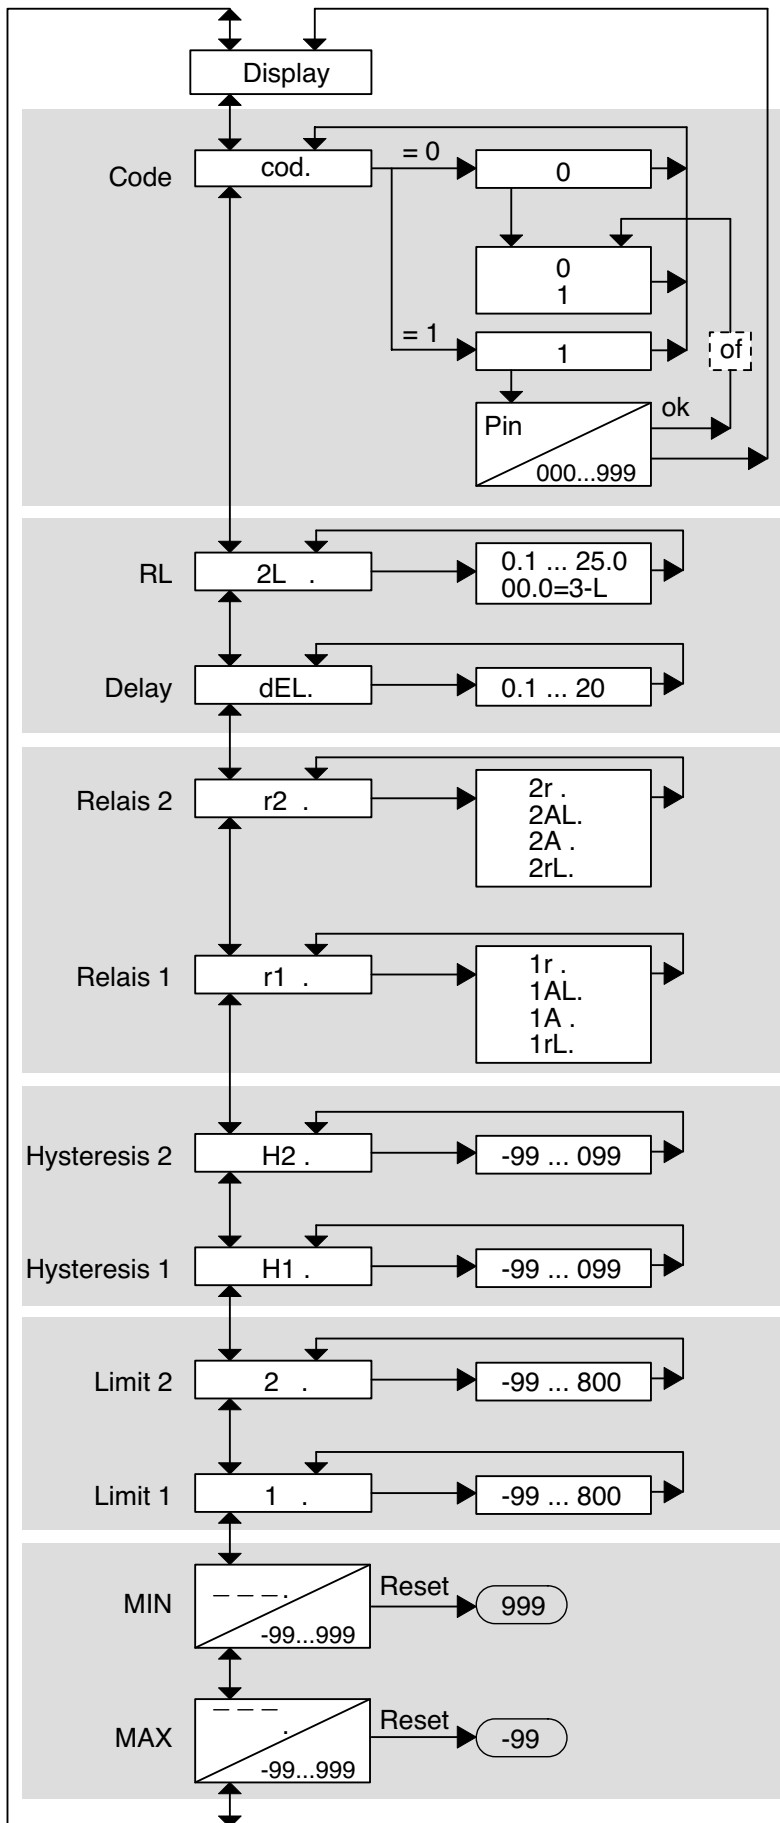 Display
Code
cod.
= 0
0
0
1
= 1
1
of
Pin
000...999
ok
RL
2L .
0.1 ... 25.0
00.0=3-L
Delay
dEL.
0.1 ... 20
Relais 2
r2 .
2r .
2AL.
2A .
2rL.
Relais 1
r1 .
1r .
1AL.
1A .
1rL.
Hysteresis 2
H2 .
-99 ... 099
Hysteresis 1
H1 .
-99 ... 099
Limit 2
2 .
-99 ... 800
Limit 1
1 .
-99 ... 800
MIN
_ _ _.
-99...999
Reset
999
MAX
¯ ¯ ¯.
-99...999
Reset
-99